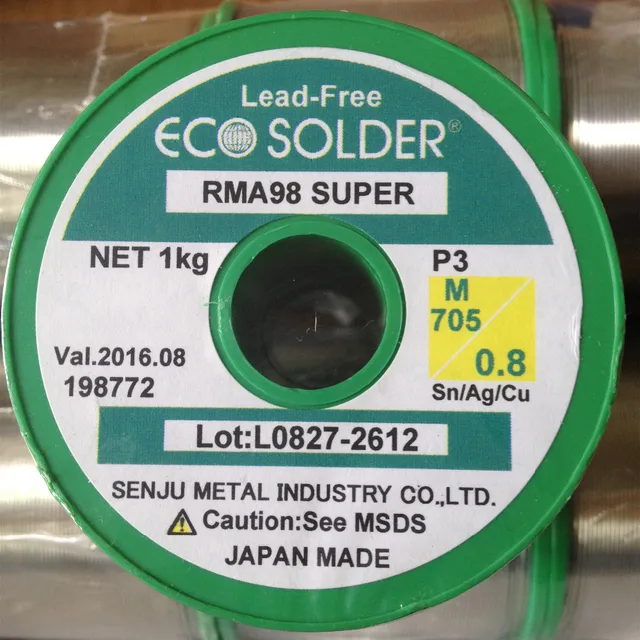 Lead-Free
ECO SOLDER®
RMA98 SUPER
NET 1kg
P3
M
705
0.8
Val.2016.08
198772
Sn/Ag/Cu
Lot:L0827-2612
SENJU METAL INDUSTRY CO.,LTD.
Caution:See MSDS
JAPAN MADE